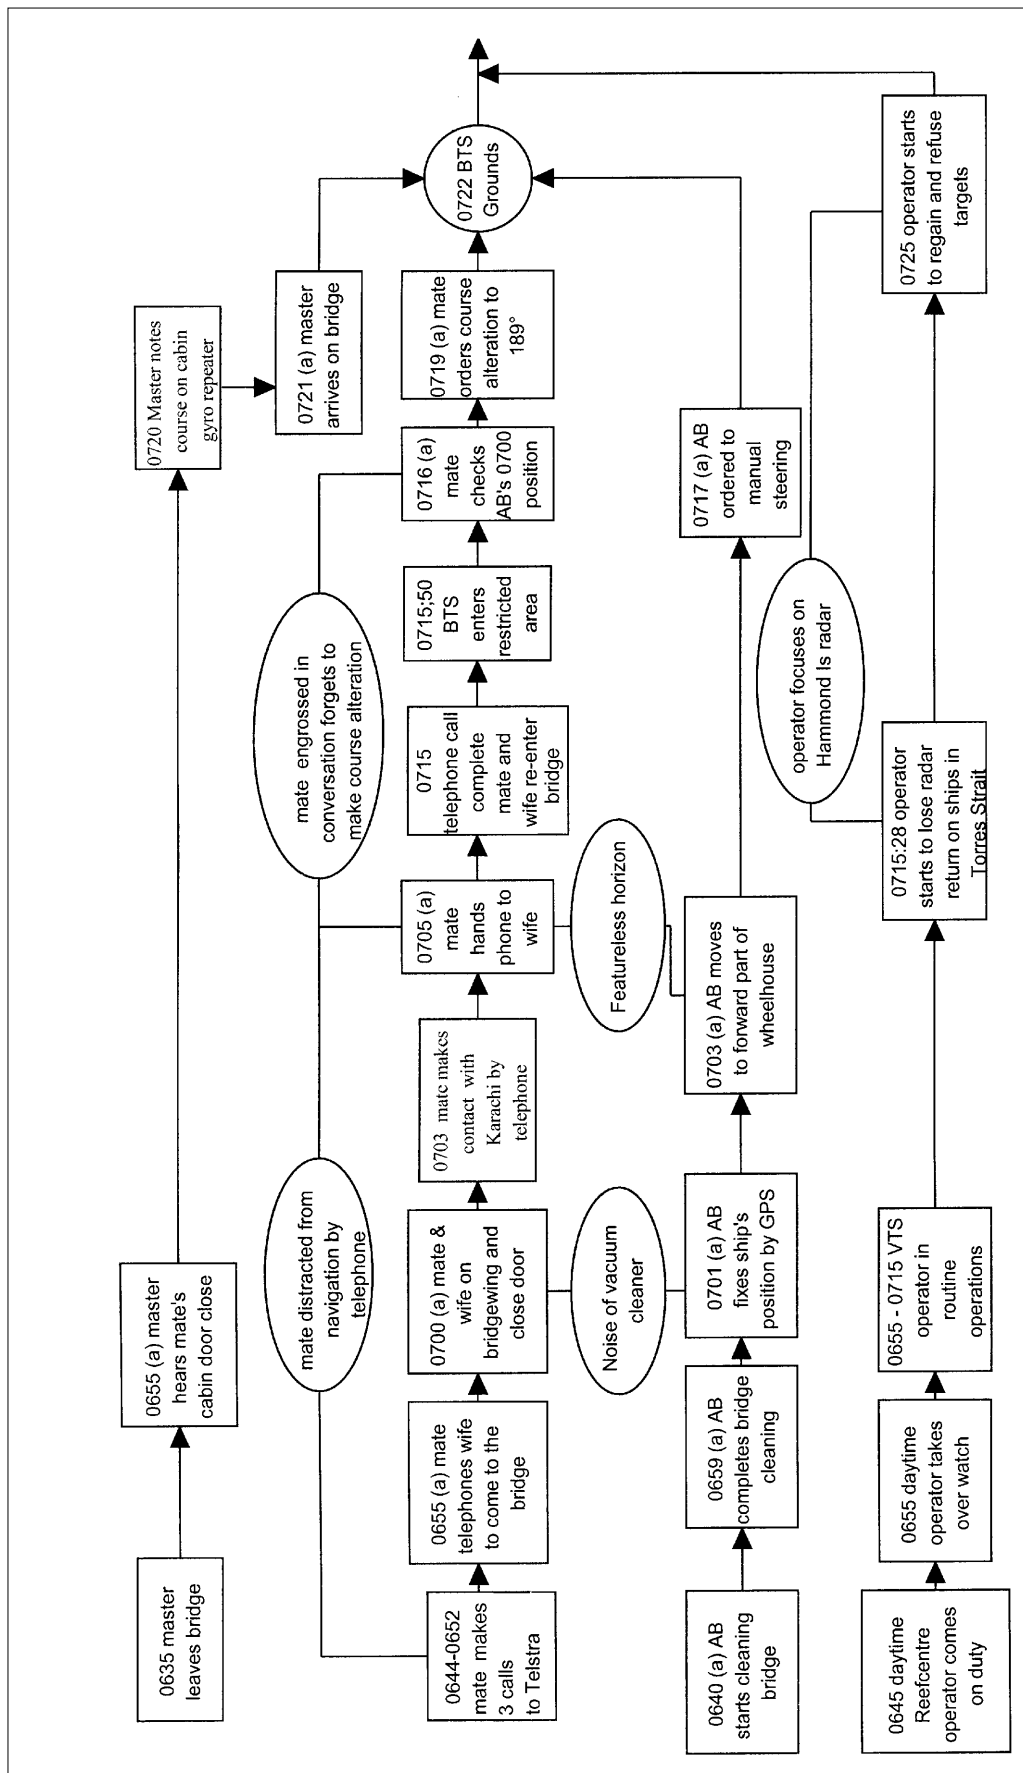 0635 master
leaves bridge
0655 (a) master
hears mate's
cabin door close
0720 Master notes
course on cabin
gyro repeater
0721 (a) master
arrives on bridge
mate distracted from
navigation by
telephone
mate engrossed in
conversation forgets to
make course alteration
0644-0652
mate makes
3 calls
to Telstra
0655 (a) mate
telephones wife
to come to the
bridge
0700 (a) mate &
wife on
bridgewing and
close door
0703 mate makes
contact with
Karachi by
telephone
0705 (a)
mate
hands
phone to
wife
0715
telephone call
complete
mate and
wife re-enter
bridge
0715;50
BTS
enters
restricted
area
0716 (a)
mate
checks
AB's 0700
position
0719 (a) mate
orders course
alteration to
189°
0722 BTS
Grounds
Noise of vacuum
cleaner
Featureless horizon
0640 (a) AB
starts cleaning
bridge
0659 (a) AB
completes bridge
cleaning
0701 (a) AB
fixes ship's
position by GPS
0703 (a) AB moves
to forward part of
wheelhouse
0717 (a) AB
ordered to
manual
steering
operator focuses on
Hammond Is radar
0645 daytime
Reefcentre
operator comes
on duty
0655 daytime
operator takes
over watch
0655 - 0715 VTS
operator in
routine
operations
0715:28 operator
starts to lose radar
return on ships in
Torres Strait
0725 operator starts
to regain and refuse
targets